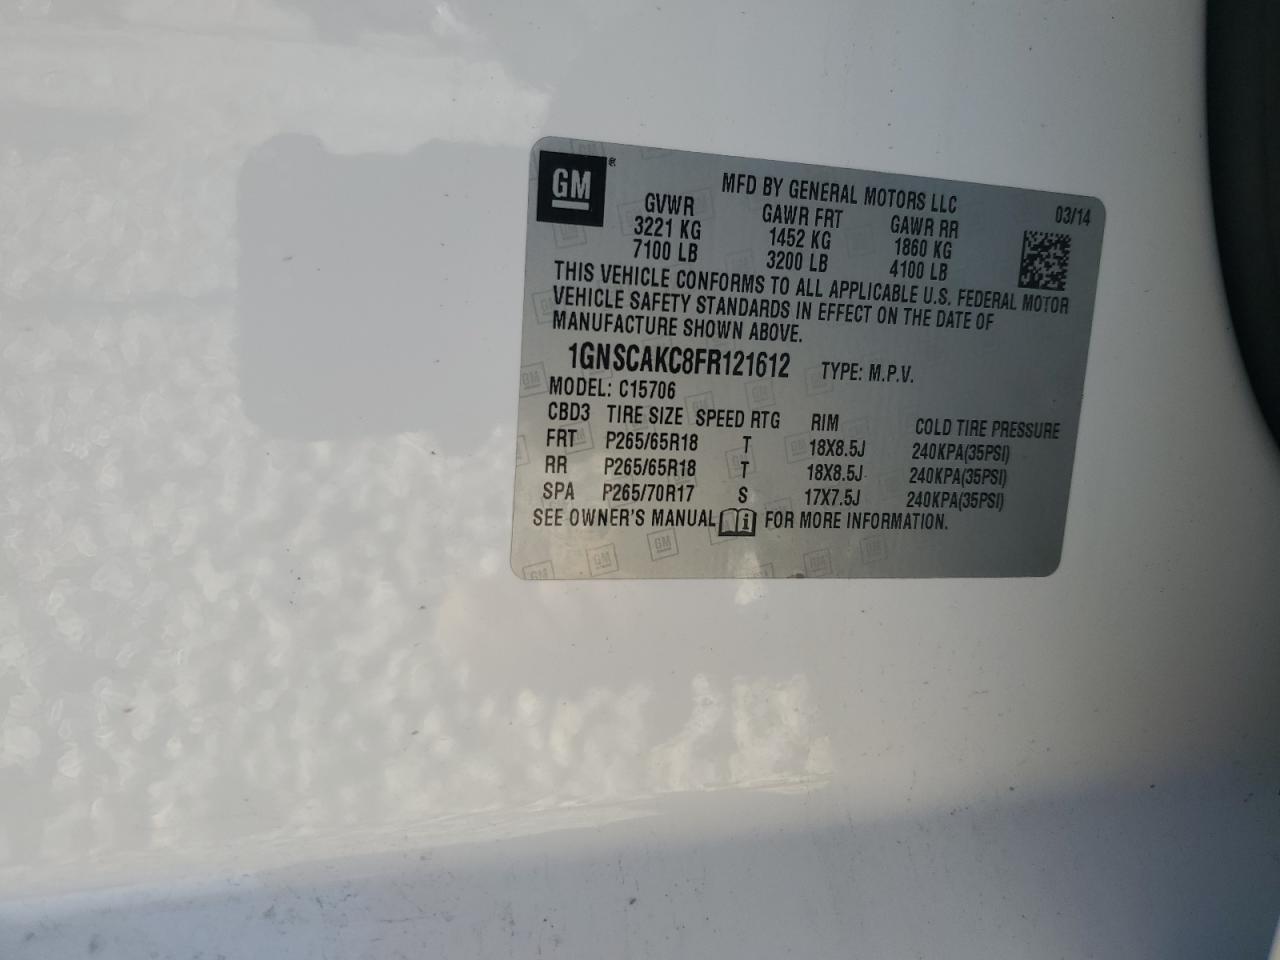 GM ®
MFD BY GENERAL MOTORS LLC 03/14
GVWR GAWR FRT GAWR RR
3221 KG 1452 KG 1860 KG
7100 LB 3200 LB 4100 LB
THIS VEHICLE CONFORMS TO ALL APPLICABLE U.S. FEDERAL MOTOR
VEHICLE SAFETY STANDARDS IN EFFECT ON THE DATE OF
MANUFACTURE SHOWN ABOVE.
1GNSCAKC8FR121612 TYPE: M.P.V.
MODEL: C15706
CBD3 TIRE SIZE SPEED RTG RIM COLD TIRE PRESSURE
FRT P265/65R18 T 18X8.5J 240KPA(35PSI)
RR P265/65R18 T 18X8.5J 240KPA(35PSI)
SPA P265/70R17 S 17X7.5J 240KPA(35PSI)
SEE OWNER'S MANUAL i FOR MORE INFORMATION.